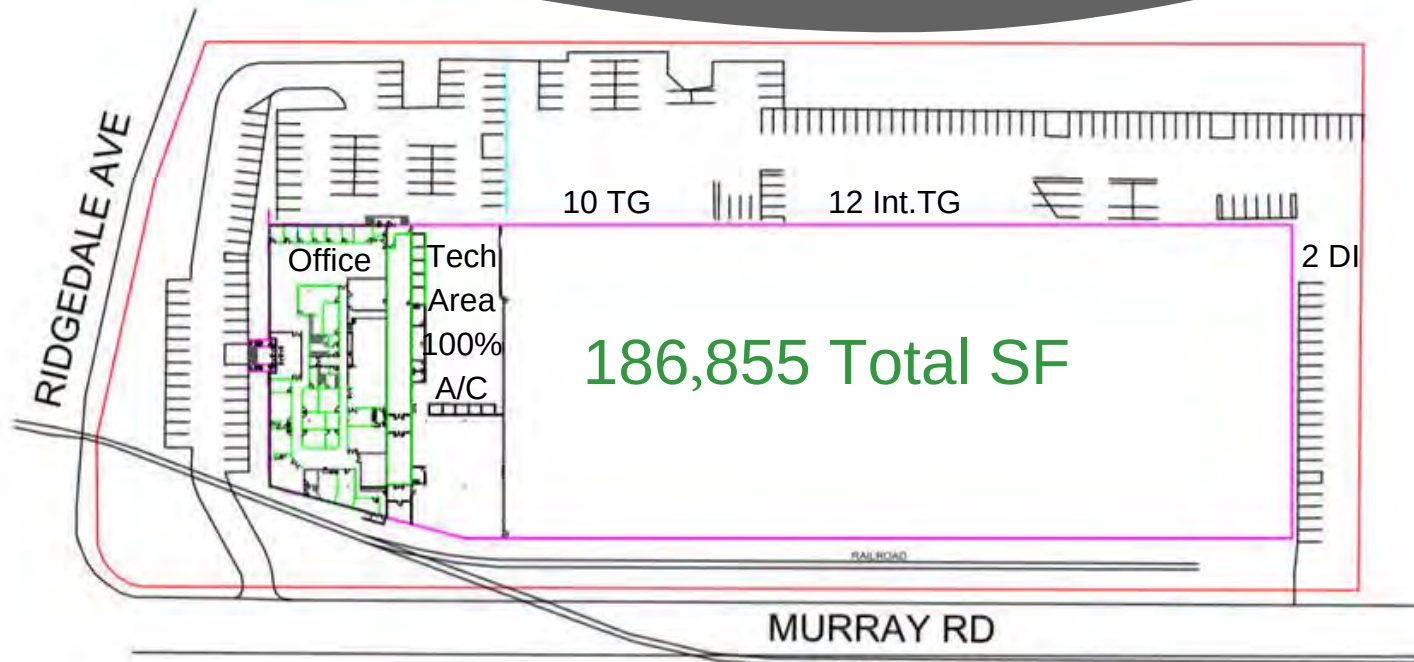 RIDGEDALE AVE
10 TG
12 Int.TG
Office
Tech
Area
100%
A/C
2 DI
186,855 Total SF
RAILROAD
MURRAY RD